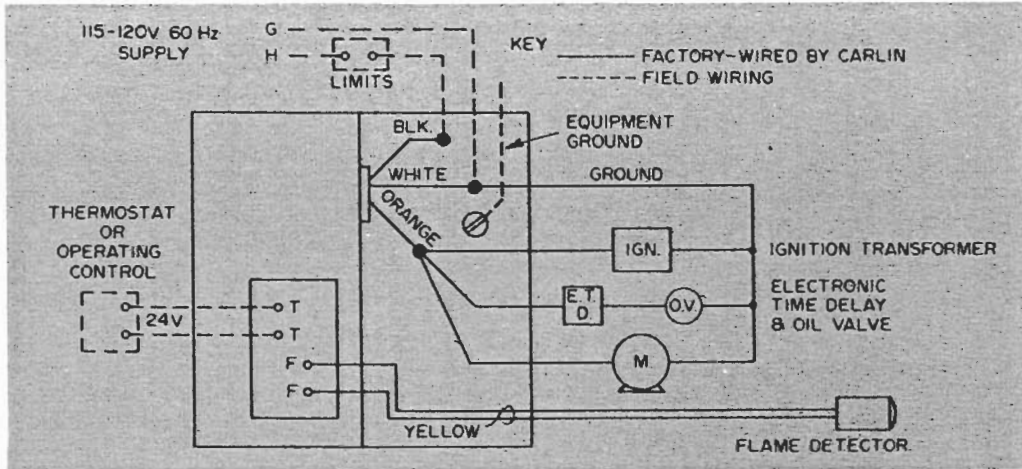 115-120V 60 Hz
SUPPLY
G
H
LIMITS
KEY
FACTORY-WIRED BY CARLIN
FIELD WIRING
BLK.
EQUIPMENT
GROUND
WHITE
GROUND
ORANGE
THERMOSTAT
OR
OPERATING
CONTROL
24V
T
T
F
F
IGN.
IGNITION TRANSFORMER
E.T.
D.
O.V.
ELECTRONIC
TIME DELAY
& OIL VALVE
M.
YELLOW
FLAME DETECTOR.